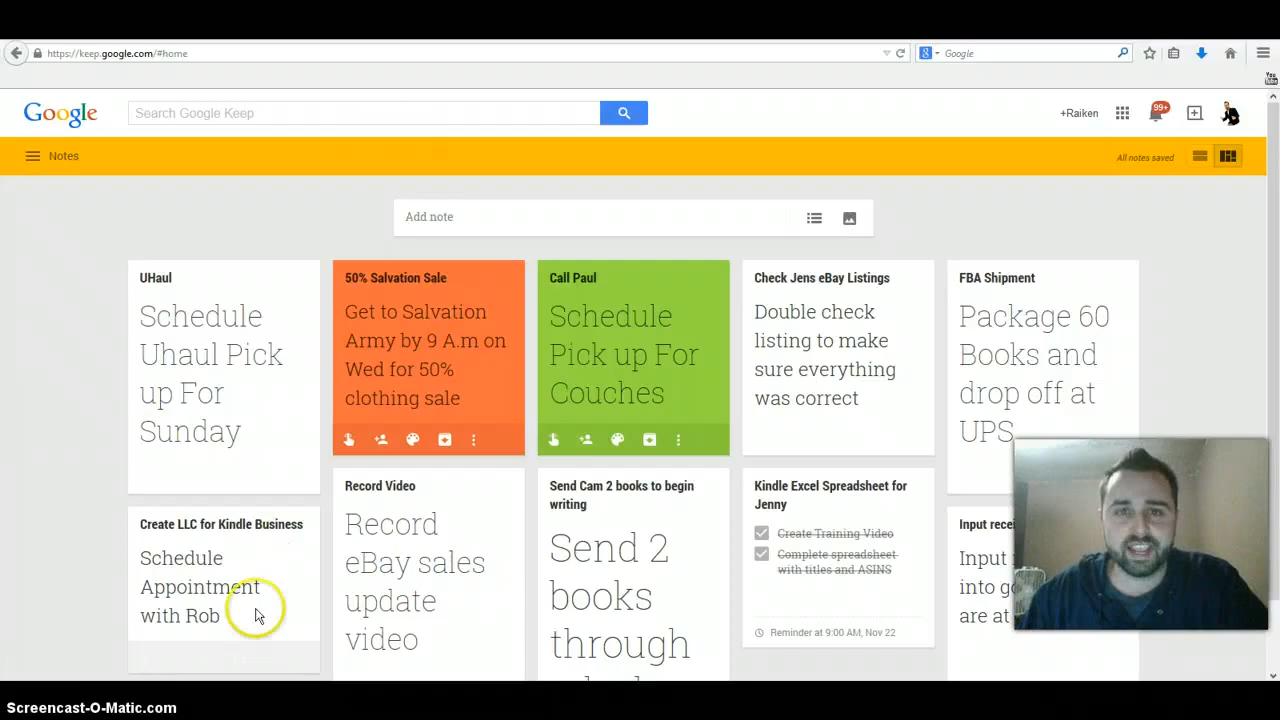 https://keep.google.com/#home
Google
You
Google
Search Google Keep
+Raiken
99+
Notes
All notes saved
Add note
UHaul
Schedule
Uhaul Pick
up For
Sunday
50% Salvation Sale
Get to Salvation
Army by 9 A.m on
Wed for 50%
clothing sale
Call Paul
Schedule
Pick up For
Couches
Check Jens eBay Listings
Double check
listing to make
sure everything
was correct
FBA Shipment
Package 60
Books and
drop off at
UPS
Create LLC for Kindle Business
Schedule
Appointment
with Rob
Record Video
Record
eBay sales
update
video
Send Cam 2 books to begin
writing
Send 2
books
through
Kindle Excel Spreadsheet for
Jenny
Create Training Video
Complete spreadsheet
with titles and ASINS
Reminder at 9:00 AM, Nov 22
Input
Input
into
are at
Screencast-O-Matic.com